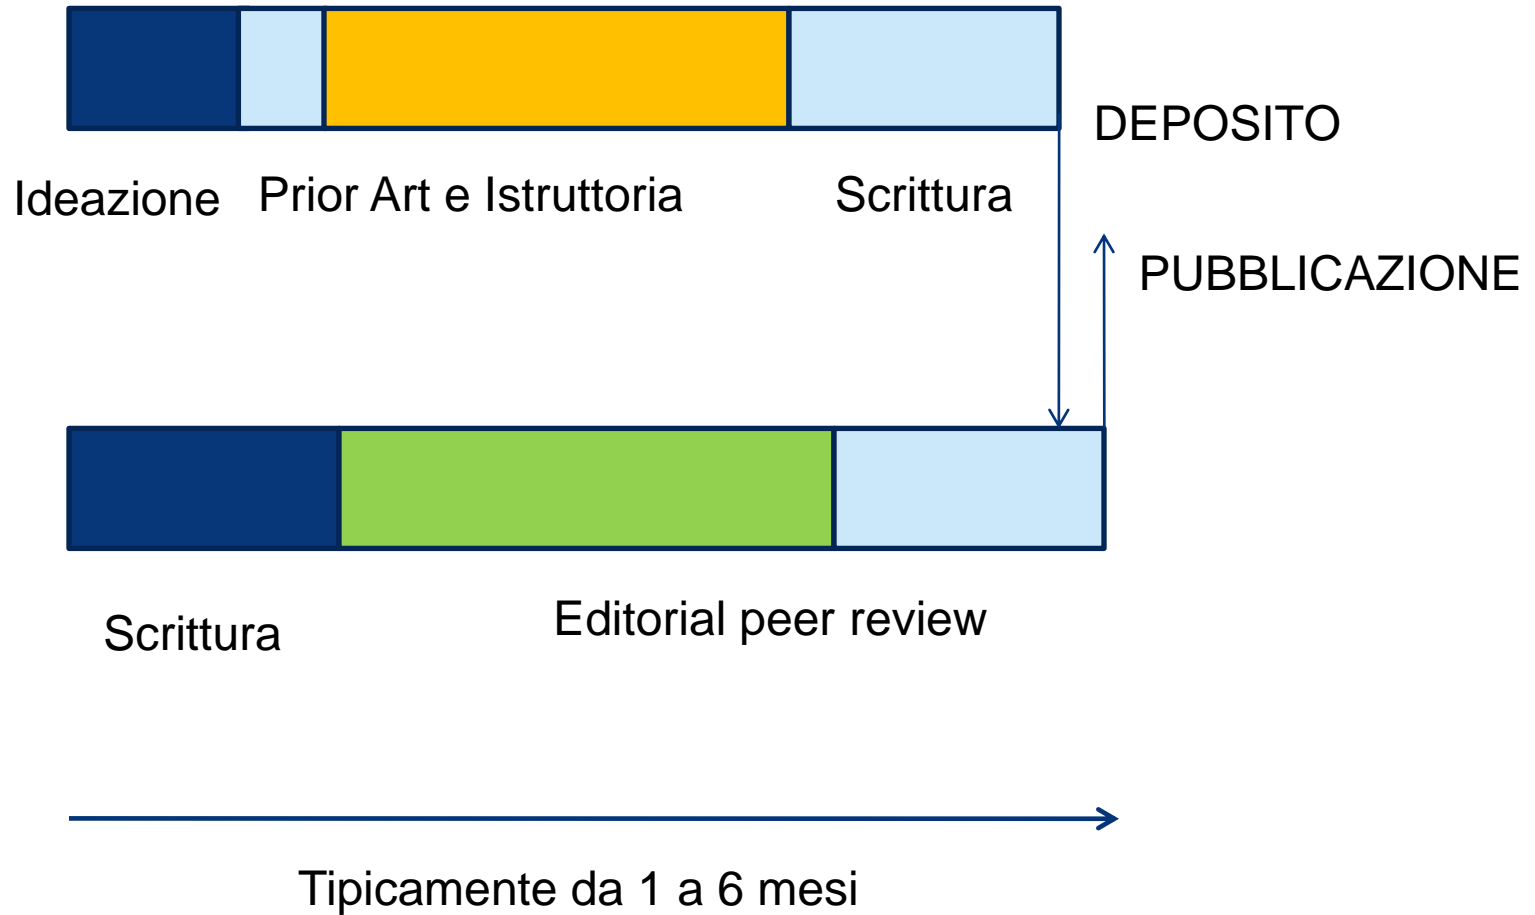 DEPOSITO
Ideazione
Prior Art e Istruttoria
Scrittura
PUBBLICAZIONE
Scrittura
Editorial peer review
Tipicamente da 1 a 6 mesi